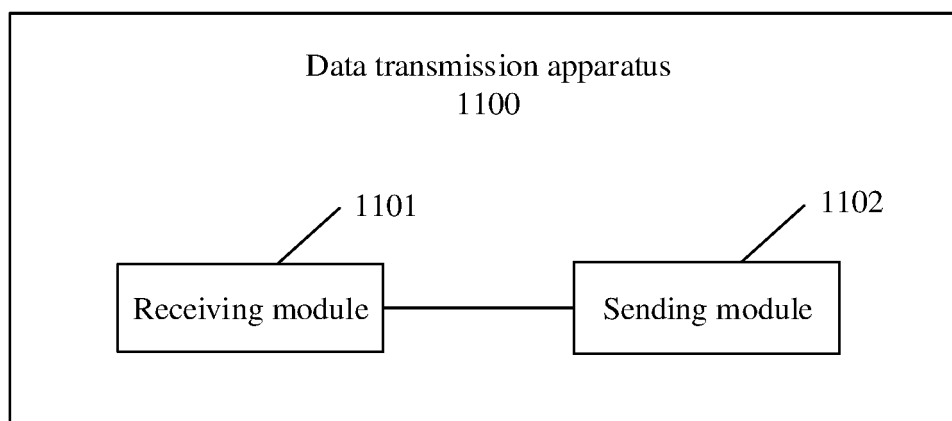 Data transmission apparatus
1100
1101
1102
Receiving module
Sending module